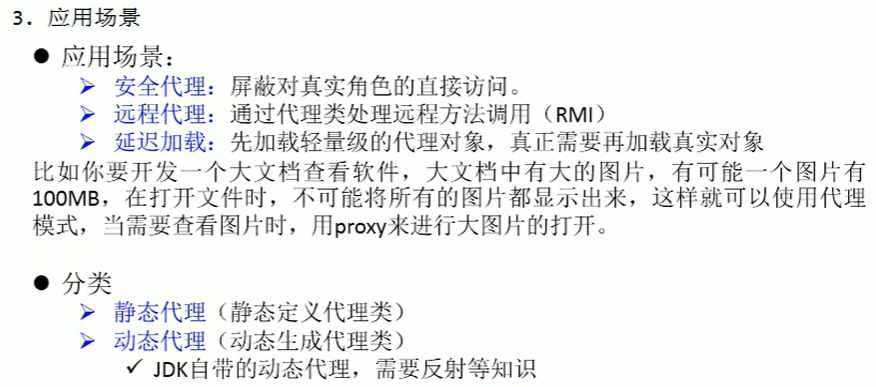 3．应用场景
● 应用场景：
➢ 安全代理：屏蔽对真实角色的直接访问。
➢ 远程代理：通过代理类处理远程方法调用（RMI）
➢ 延迟加载：先加载轻量级的代理对象，真正需要再加载真实对象
比如你要开发一个大文档查看软件，大文档中有大的图片，有可能一个图片有
100MB，在打开文件时，不可能将所有的图片都显示出来，这样就可以使用代理
模式，当需要查看图片时，用proxy来进行大图片的打开。
● 分类
➢ 静态代理（静态定义代理类）
➢ 动态代理（动态生成代理类）
✓ JDK自带的动态代理，需要反射等知识